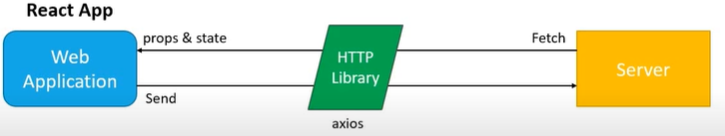 React App
Web
Application
props & state
Send
HTTP
Library
axios
Fetch
Server